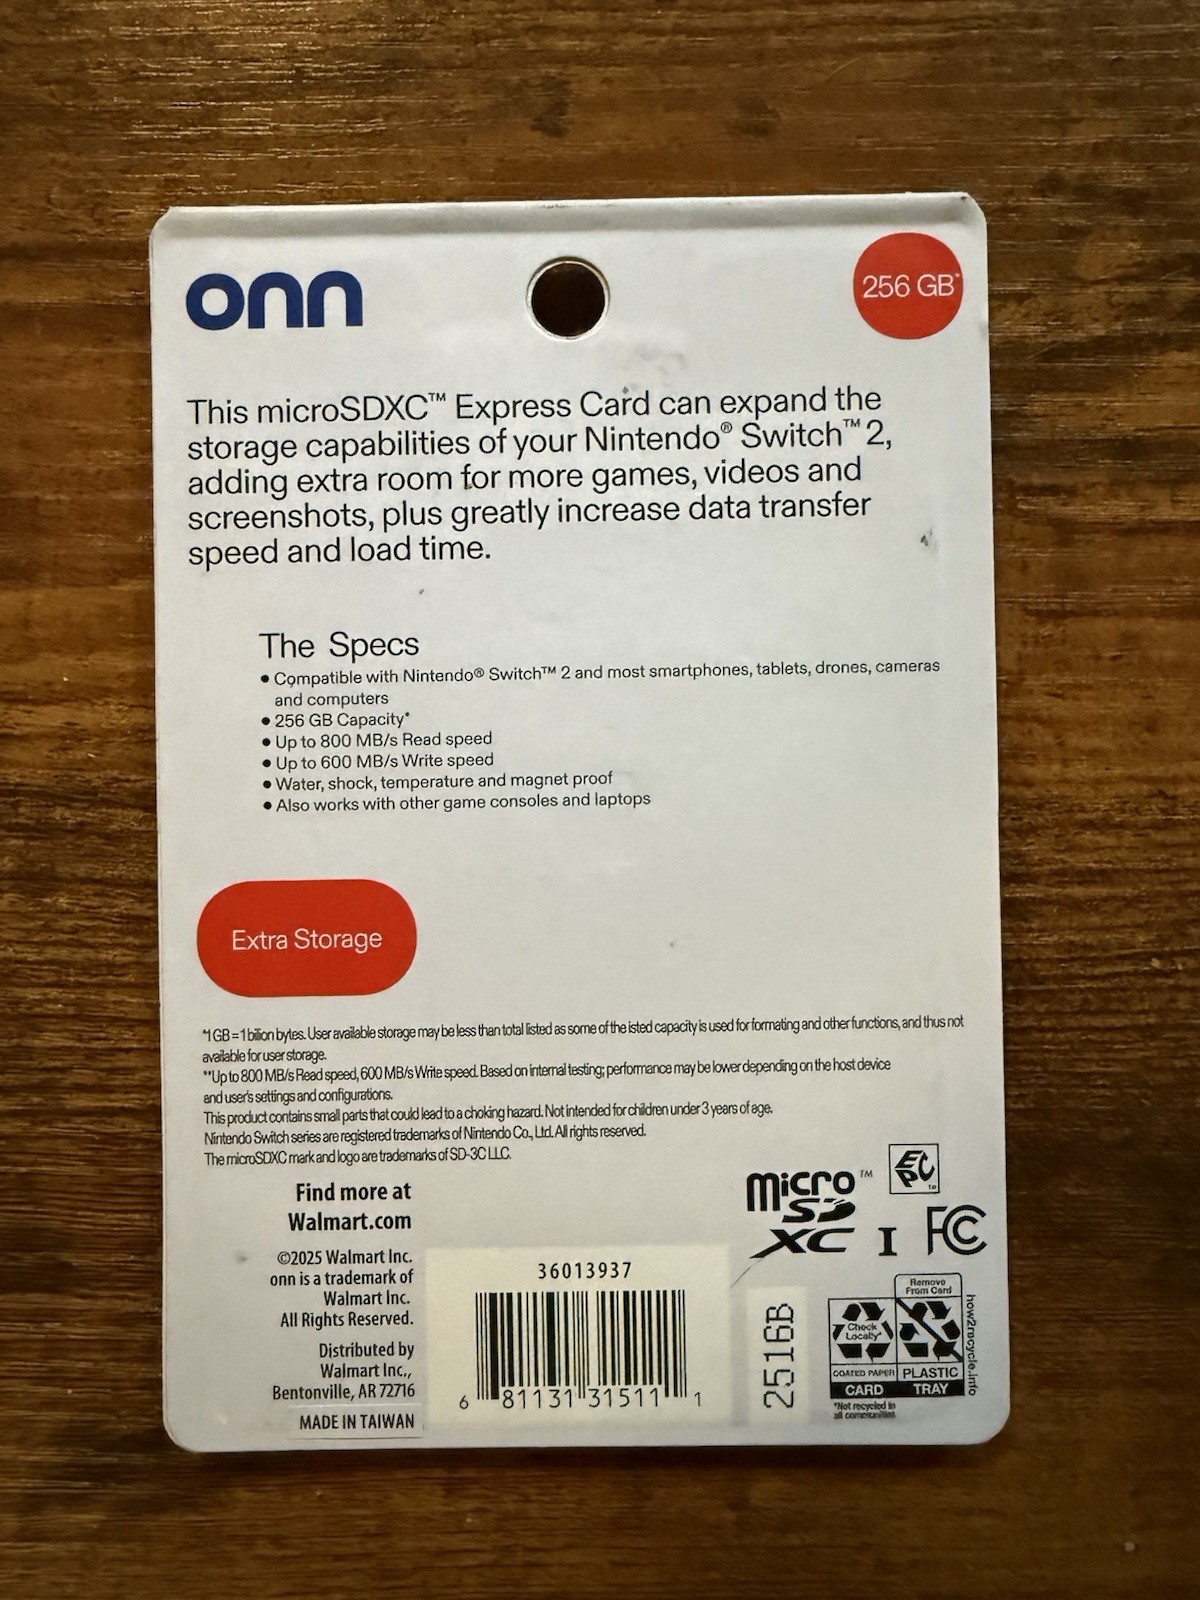 onn
256 GB*
This microSDXC™ Express Card can expand the
storage capabilities of your Nintendo® Switch™ 2,
adding extra room for more games, videos and
screenshots, plus greatly increase data transfer
speed and load time.
The Specs
• Compatible with Nintendo® Switch™ 2 and most smartphones, tablets, drones, cameras
and computers
• 256 GB Capacity*
• Up to 800 MB/s Read speed
• Up to 600 MB/s Write speed
• Water, shock, temperature and magnet proof
• Also works with other game consoles and laptops
Extra Storage
*1 GB = 1 billion bytes. User available storage may be less than total listed as some of the isted capacity is used for formating and other functions, and thus not
available for user storage.
**Up to 800 MB/s Read speed, 600 MB/s Write speed. Based on internal testing; performance may be lower depending on the host device
and user's settings and configurations.
This product contains small parts that could lead to a choking hazard. Not intended for children under 3 years of age.
Nintendo Switch series are registered trademarks of Nintendo Co., Ltd. All rights reserved.
The microSDXC mark and logo are trademarks of SD-3C LLC.
Find more at
Walmart.com
©2025 Walmart Inc.
onn is a trademark of
Walmart Inc.
All Rights Reserved.
Distributed by
Walmart Inc.,
Bentonville, AR 72716
MADE IN TAIWAN
36013937
6 81131 31511 1
2516B
micro™
SD
XC I
EC
PC
™
FC
Remove
From Card
Check
Locally*
COATED PAPER PLASTIC
CARD TRAY
*Not recycled in
all communities
how2recycle.info